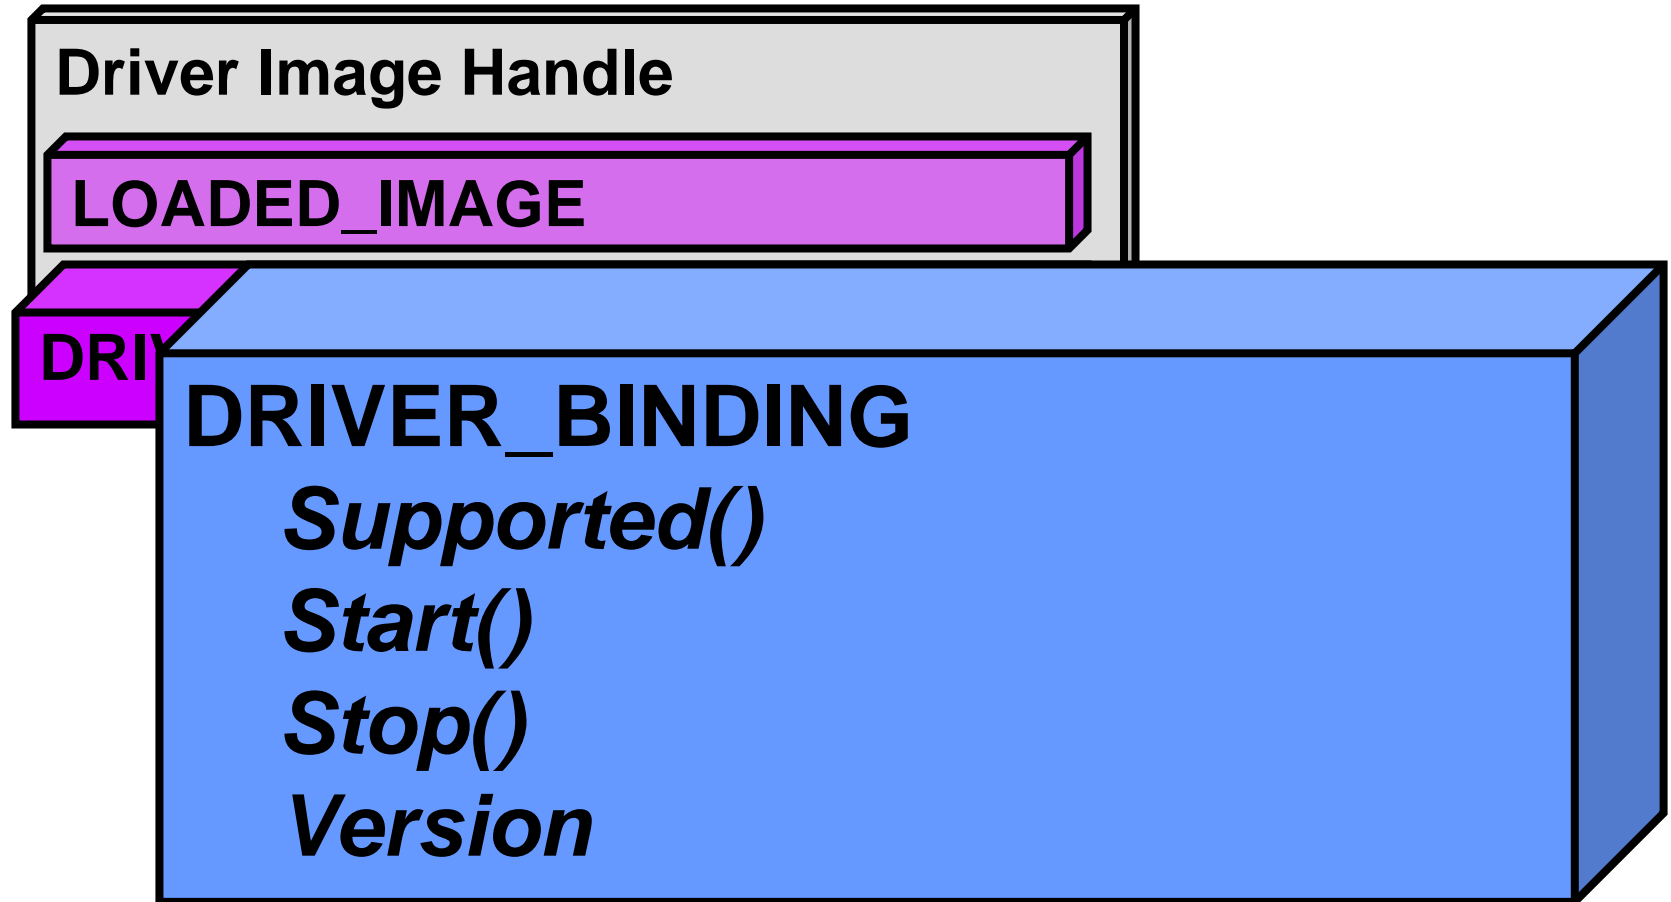 Driver Image Handle
LOADED_IMAGE
DRIVER_BINDING
Supported()
Start()
Stop()
Version